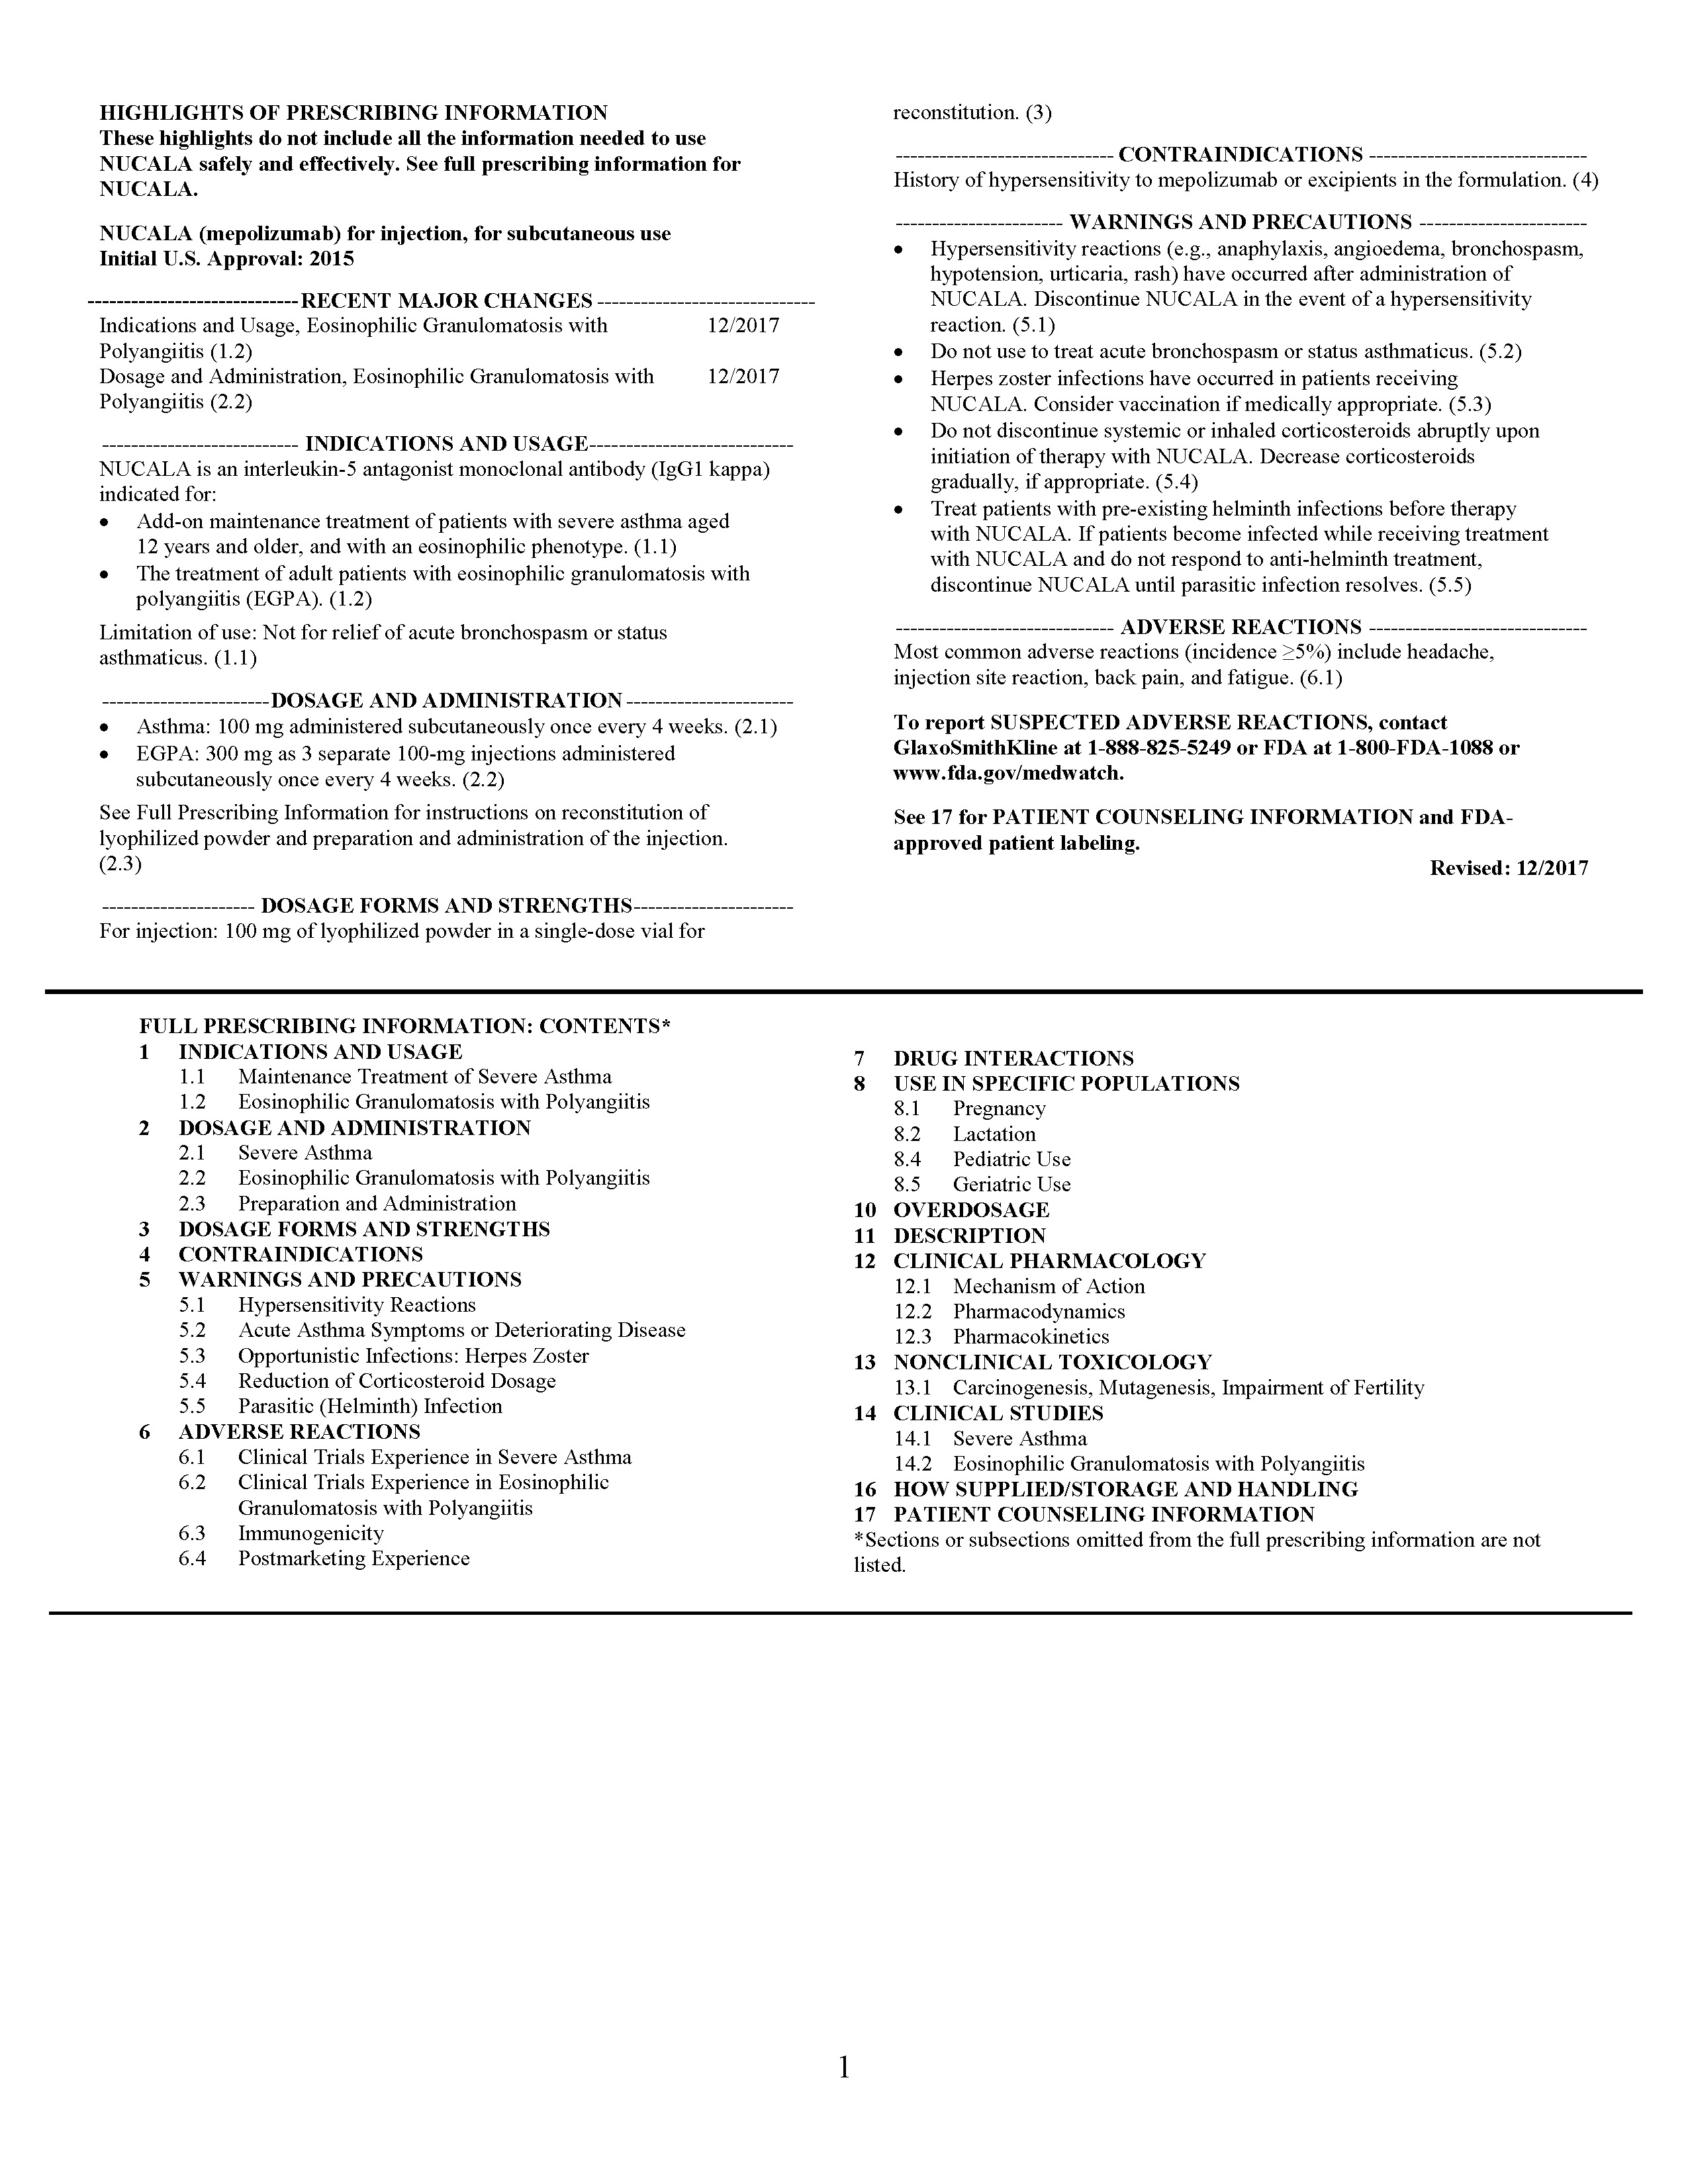 HIGHLIGHTS OF PRESCRIBING INFORMATION
These highlights do not include all the information needed to use
NUCALA safely and effectively. See full prescribing information for
NUCALA.
NUCALA (mepolizumab) for injection, for subcutaneous use
Initial U.S. Approval: 2015
-----------------------------RECENT MAJOR CHANGES ------------------------------
Indications and Usage, Eosinophilic Granulomatosis with 12/2017
Polyangiitis (1.2)
Dosage and Administration, Eosinophilic Granulomatosis with 12/2017
Polyangiitis (2.2)
--------------------------- INDICATIONS AND USAGE----------------------------
NUCALA is an interleukin-5 antagonist monoclonal antibody (IgG1 kappa)
indicated for:
• Add-on maintenance treatment of patients with severe asthma aged
12 years and older, and with an eosinophilic phenotype. (1.1)
• The treatment of adult patients with eosinophilic granulomatosis with
polyangiitis (EGPA). (1.2)
Limitation of use: Not for relief of acute bronchospasm or status
asthmaticus. (1.1)
-----------------------DOSAGE AND ADMINISTRATION-----------------------
• Asthma: 100 mg administered subcutaneously once every 4 weeks. (2.1)
• EGPA: 300 mg as 3 separate 100-mg injections administered
subcutaneously once every 4 weeks. (2.2)
See Full Prescribing Information for instructions on reconstitution of
lyophilized powder and preparation and administration of the injection.
(2.3)
--------------------- DOSAGE FORMS AND STRENGTHS----------------------
For injection: 100 mg of lyophilized powder in a single-dose vial for
reconstitution. (3)
------------------------------ CONTRAINDICATIONS ------------------------------
History of hypersensitivity to mepolizumab or excipients in the formulation. (4)
----------------------- WARNINGS AND PRECAUTIONS -----------------------
• Hypersensitivity reactions (e.g., anaphylaxis, angioedema, bronchospasm,
hypotension, urticaria, rash) have occurred after administration of
NUCALA. Discontinue NUCALA in the event of a hypersensitivity
reaction. (5.1)
• Do not use to treat acute bronchospasm or status asthmaticus. (5.2)
• Herpes zoster infections have occurred in patients receiving
NUCALA. Consider vaccination if medically appropriate. (5.3)
• Do not discontinue systemic or inhaled corticosteroids abruptly upon
initiation of therapy with NUCALA. Decrease corticosteroids
gradually, if appropriate. (5.4)
• Treat patients with pre-existing helminth infections before therapy
with NUCALA. If patients become infected while receiving treatment
with NUCALA and do not respond to anti-helminth treatment,
discontinue NUCALA until parasitic infection resolves. (5.5)
------------------------------ ADVERSE REACTIONS ------------------------------
Most common adverse reactions (incidence ≥5%) include headache,
injection site reaction, back pain, and fatigue. (6.1)
To report SUSPECTED ADVERSE REACTIONS, contact
GlaxoSmithKline at 1-888-825-5249 or FDA at 1-800-FDA-1088 or
www.fda.gov/medwatch.
See 17 for PATIENT COUNSELING INFORMATION and FDA-
approved patient labeling.
Revised: 12/2017
FULL PRESCRIBING INFORMATION: CONTENTS*
1 INDICATIONS AND USAGE
1.1 Maintenance Treatment of Severe Asthma
1.2 Eosinophilic Granulomatosis with Polyangiitis
2 DOSAGE AND ADMINISTRATION
2.1 Severe Asthma
2.2 Eosinophilic Granulomatosis with Polyangiitis
2.3 Preparation and Administration
3 DOSAGE FORMS AND STRENGTHS
4 CONTRAINDICATIONS
5 WARNINGS AND PRECAUTIONS
5.1 Hypersensitivity Reactions
5.2 Acute Asthma Symptoms or Deteriorating Disease
5.3 Opportunistic Infections: Herpes Zoster
5.4 Reduction of Corticosteroid Dosage
5.5 Parasitic (Helminth) Infection
6 ADVERSE REACTIONS
6.1 Clinical Trials Experience in Severe Asthma
6.2 Clinical Trials Experience in Eosinophilic
Granulomatosis with Polyangiitis
6.3 Immunogenicity
6.4 Postmarketing Experience
7 DRUG INTERACTIONS
8 USE IN SPECIFIC POPULATIONS
8.1 Pregnancy
8.2 Lactation
8.4 Pediatric Use
8.5 Geriatric Use
10 OVERDOSAGE
11 DESCRIPTION
12 CLINICAL PHARMACOLOGY
12.1 Mechanism of Action
12.2 Pharmacodynamics
12.3 Pharmacokinetics
13 NONCLINICAL TOXICOLOGY
13.1 Carcinogenesis, Mutagenesis, Impairment of Fertility
14 CLINICAL STUDIES
14.1 Severe Asthma
14.2 Eosinophilic Granulomatosis with Polyangiitis
16 HOW SUPPLIED/STORAGE AND HANDLING
17 PATIENT COUNSELING INFORMATION
*Sections or subsections omitted from the full prescribing information are not
listed.
1